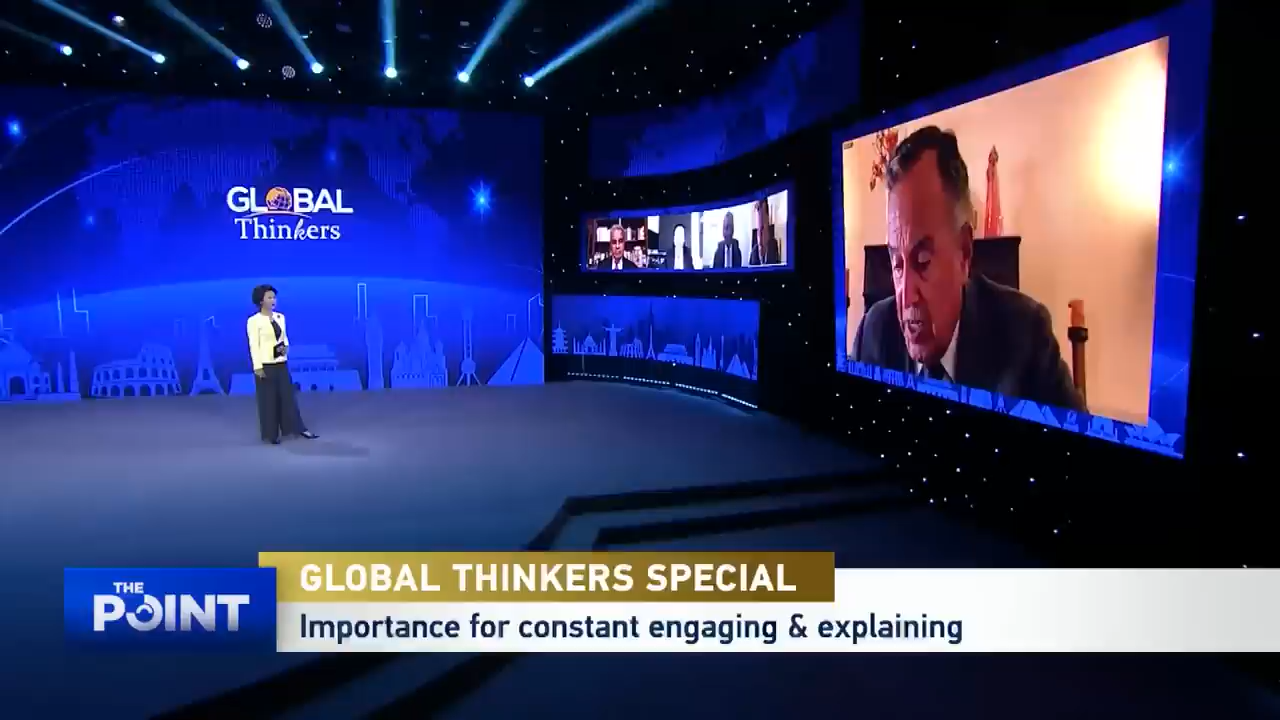 GLOBAL
Thinkers
GLOBAL THINKERS SPECIAL
THE
POINT
Importance for constant engaging & explaining